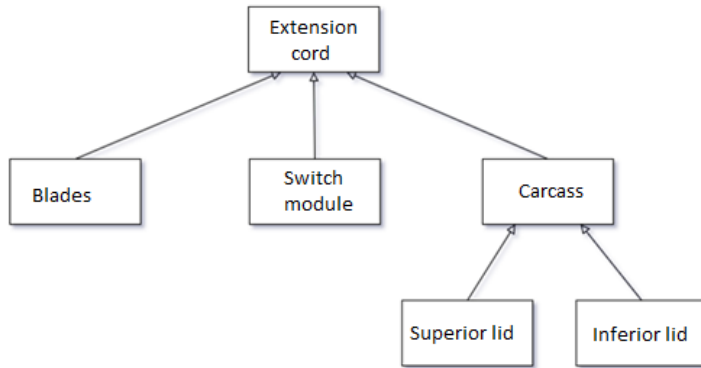 Extension
cord
Blades
Switch
module
Carcass
Superior lid
Inferior lid